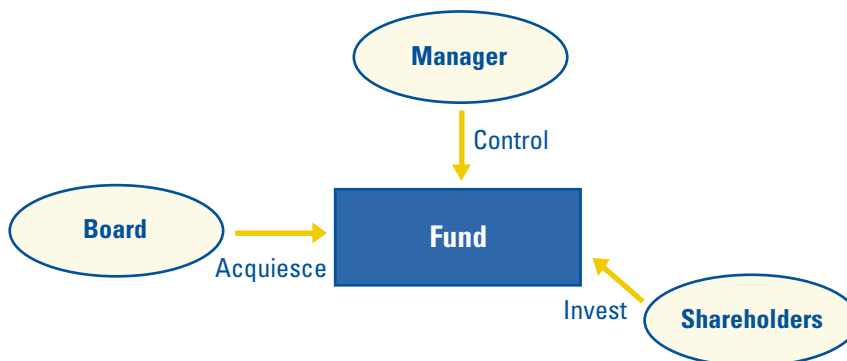 Manager
Control
Board
Fund
Acquiesce
Invest
Shareholders